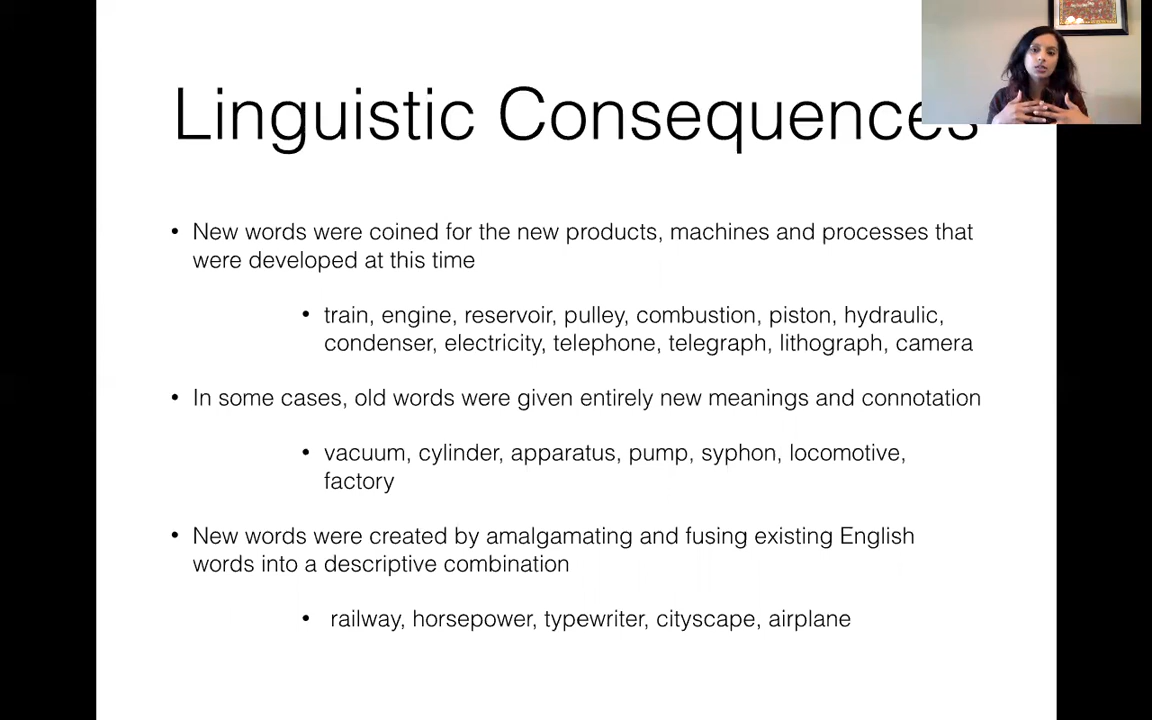 Linguistic Consequences
• New words were coined for the new products, machines and processes that
were developed at this time
• train, engine, reservoir, pulley, combustion, piston, hydraulic,
condenser, electricity, telephone, telegraph, lithograph, camera
• In some cases, old words were given entirely new meanings and connotation
• vacuum, cylinder, apparatus, pump, syphon, locomotive,
factory
• New words were created by amalgamating and fusing existing English
words into a descriptive combination
• railway, horsepower, typewriter, cityscape, airplane